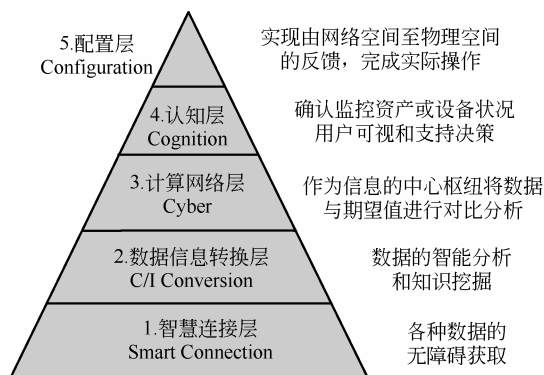 5.配置层
Configuration
实现由网络空间至物理空间
的反馈，完成实际操作
4.认知层
Cognition
确认监控资产或设备状况
用户可视和支持决策
3.计算网络层
Cyber
作为信息的中心枢纽将数据
与期望值进行对比分析
2.数据信息转换层
C/I Conversion
数据的智能分析
和知识挖掘
1.智慧连接层
Smart Connection
各种数据的
无障碍获取